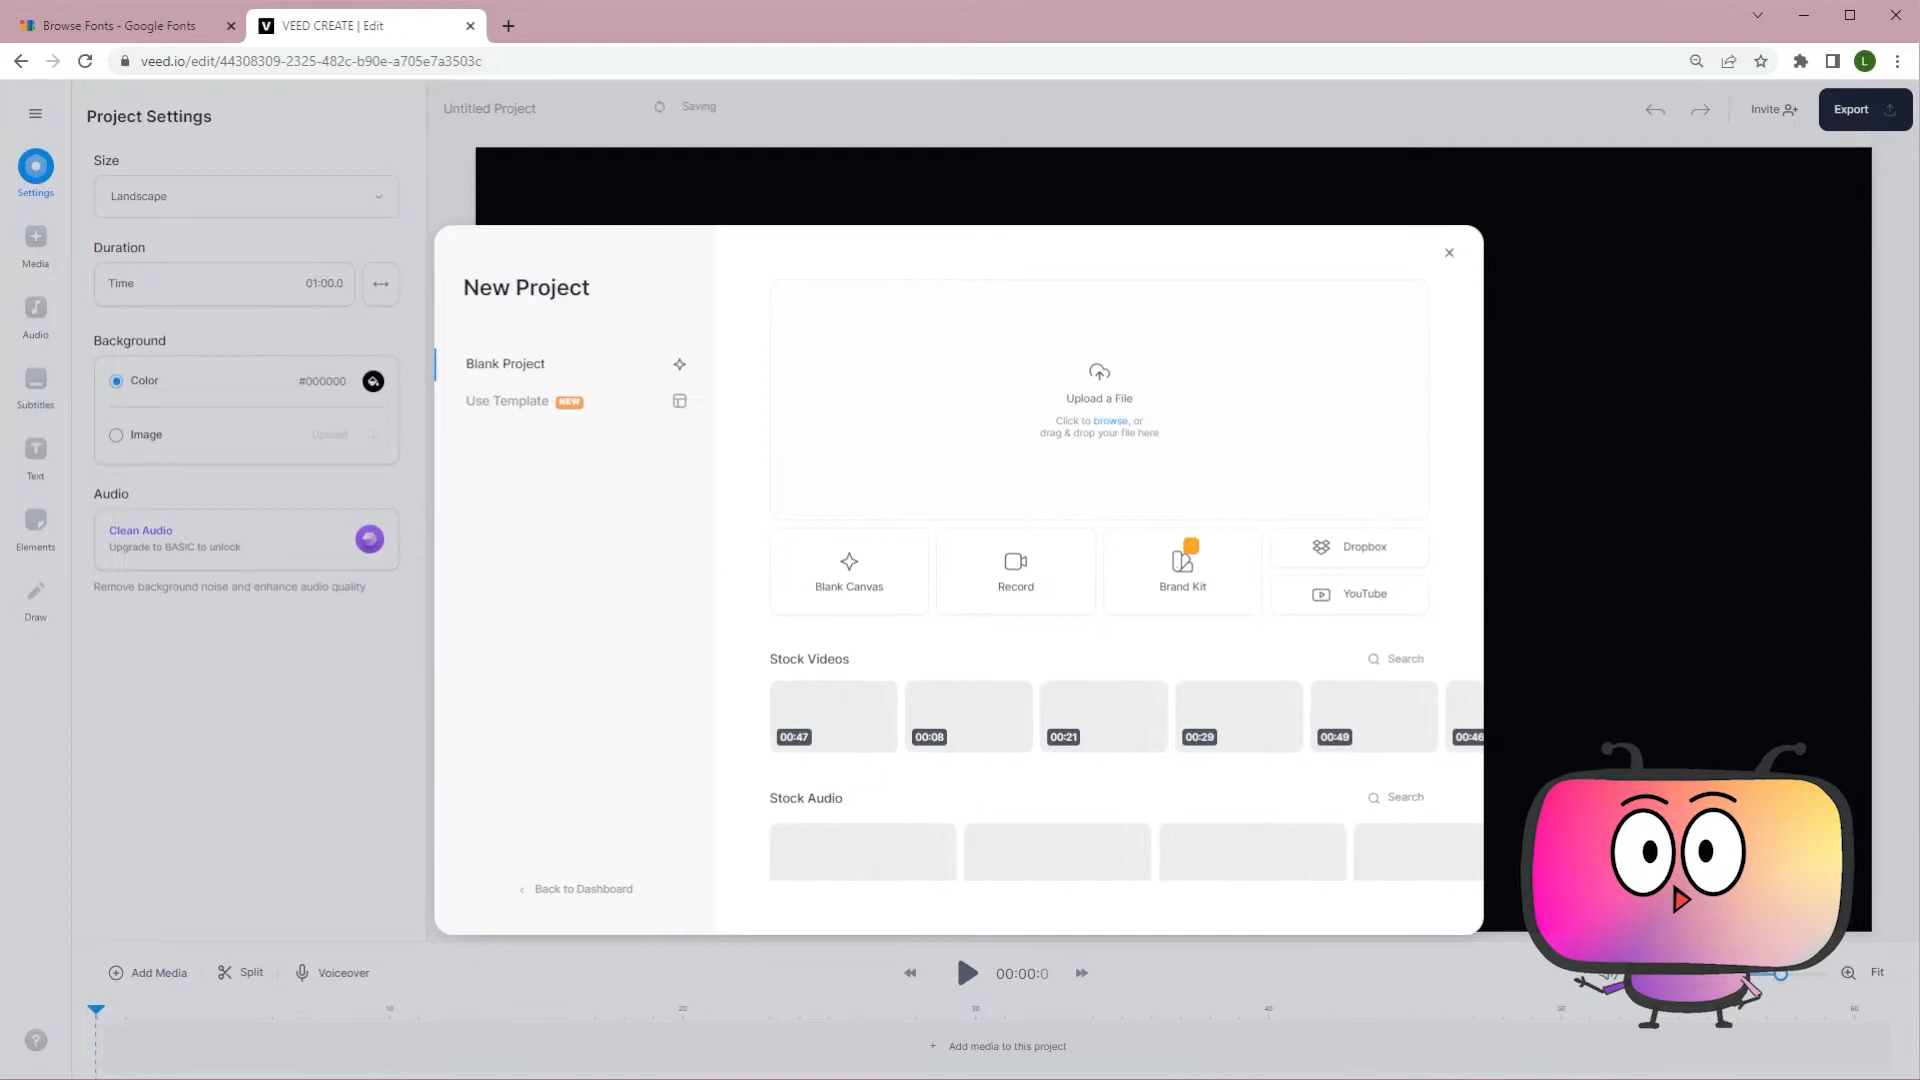 Browse Fonts - Google Fonts
VEED CREATE | Edit
veed.io/edit/44308309-2325-482c-b90e-a705e7a3503c
L
Project Settings
Untitled Project
Saving
Invite
Export
Size
Landscape
Settings
Duration
Time 01:00.0
Media
Audio
Background
Color #000000
Image Upload
Subtitles
Text
Audio
Clean Audio
Upgrade to BASIC to unlock
Remove background noise and enhance audio quality
Elements
Draw
New Project
Blank Project
Use Template NEW
Back to Dashboard
Upload a File
Click to browse, or
drag & drop your file here
Blank Canvas
Record
Brand Kit
Dropbox
YouTube
Stock Videos
Search
00:47 00:08 00:21 00:29 00:49 00:46
Stock Audio
Search
Add Media
Split
Voiceover
00:00:0
Fit
10 20 30 40 50 60
+ Add media to this project
?